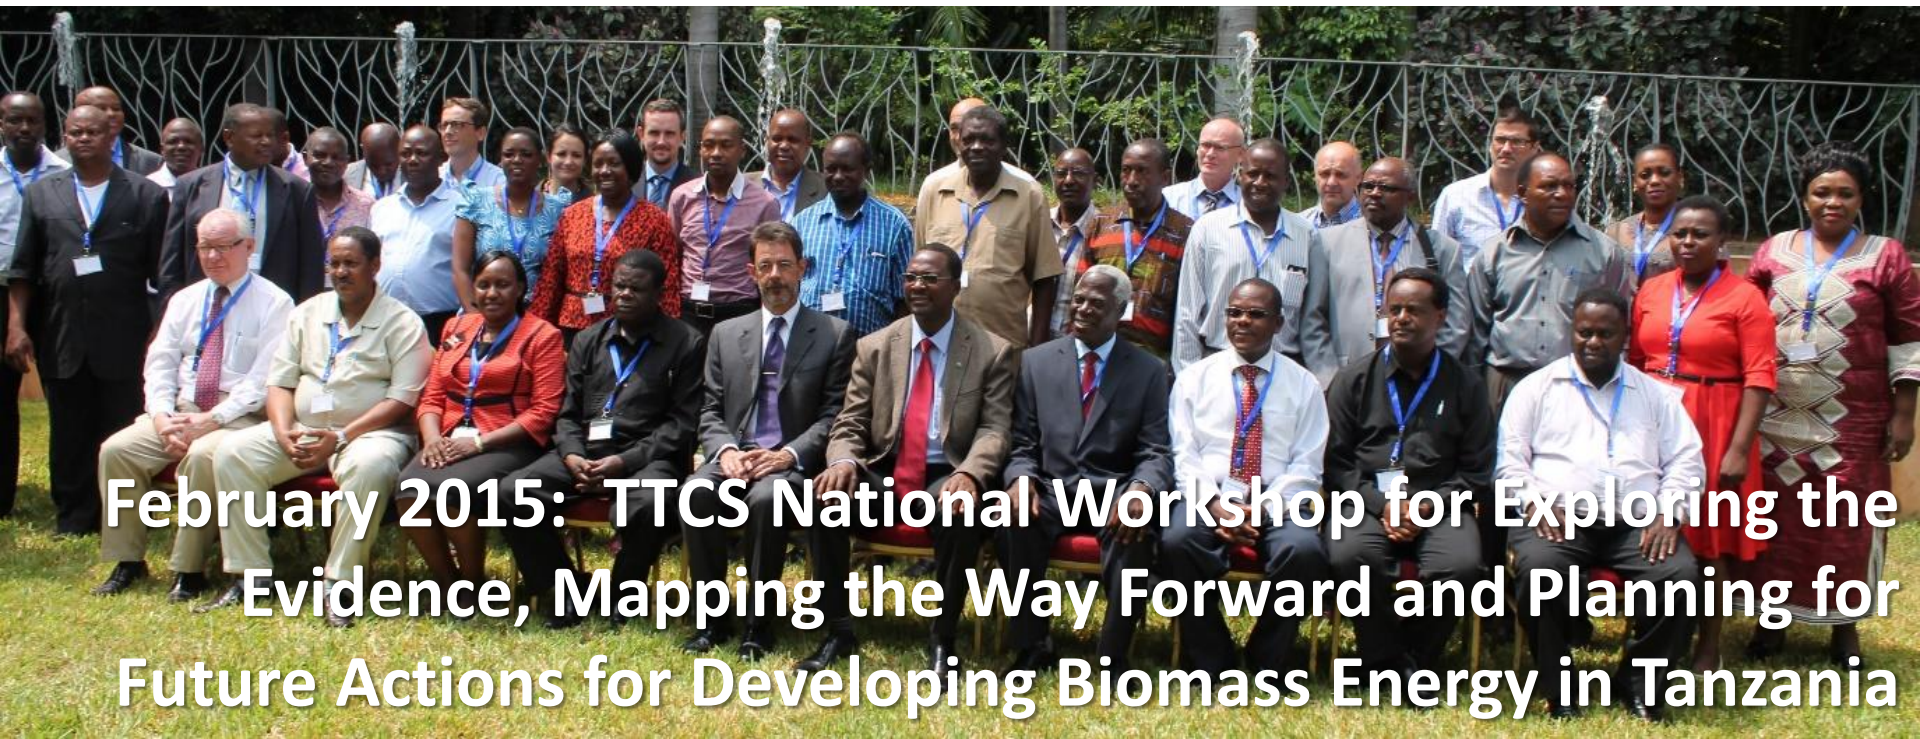 February 2015:  TTCS National Workshop for Exploring the
Evidence, Mapping the Way Forward and Planning for
Future Actions for Developing Biomass Energy in Tanzania